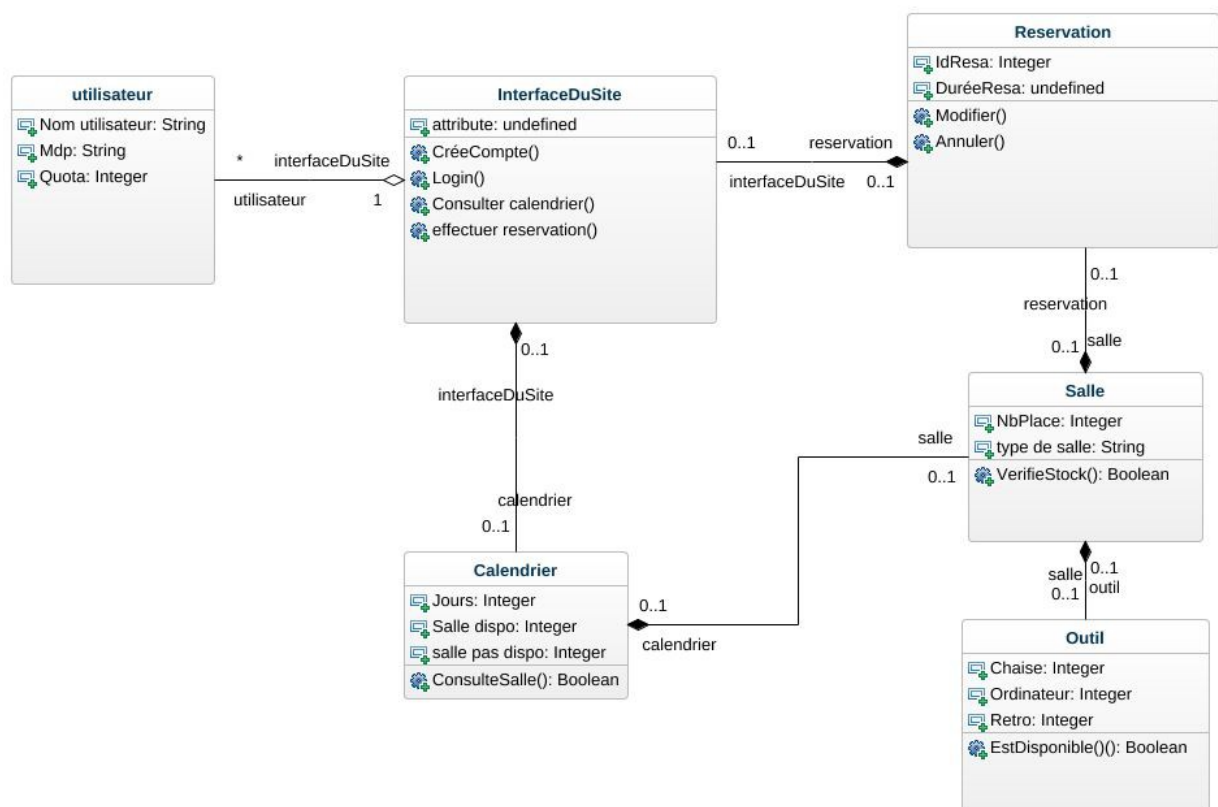 utilisateur
Nom utilisateur: String
Mdp: String
Quota: Integer
* interfaceDuSite
utilisateur 1
InterfaceDuSite
attribute: undefined
CréeCompte()
Login()
Consulter calendrier()
effectuer reservation()
0..1 reservation
interfaceDuSite 0..1
Reservation
IdResa: Integer
DuréeResa: undefined
Modifier()
Annuler()
0..1
reservation
0..1 salle
0..1
interfaceDuSite
calendrier
0..1
Salle
NbPlace: Integer
type de salle: String
VerifieStock(): Boolean
salle
0..1
Calendrier
Jours: Integer
Salle dispo: Integer
salle pas dispo: Integer
ConsulteSalle(): Boolean
0..1
calendrier
0..1
salle
outil
0..1
Outil
Chaise: Integer
Ordinateur: Integer
Retro: Integer
EstDisponible()(): Boolean